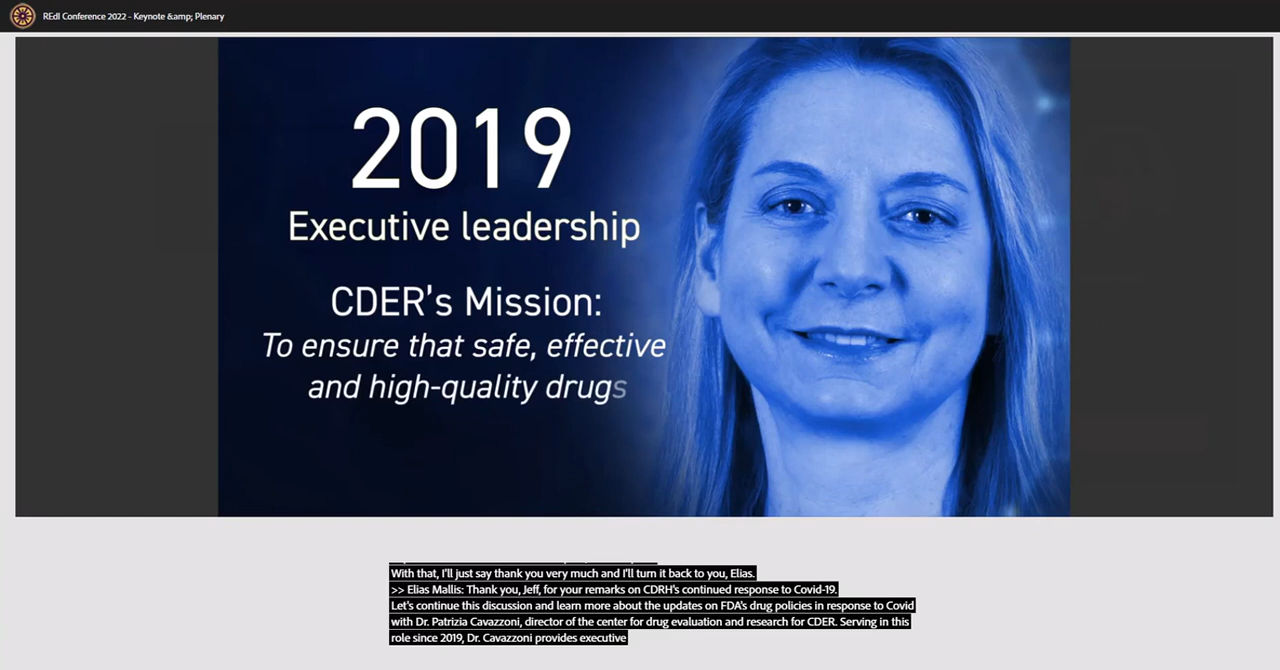 REdI Conference 2022 - Keynote &amp; Plenary
2019
Executive leadership
CDER's Mission:
To ensure that safe, effective
and high-quality drugs
With that, I'll just say thank you very much and I'll turn it back to you, Elias.
>> Elias Mallis: Thank you, Jeff, for your remarks on CDRH's continued response to Covid-19.
Let's continue this discussion and learn more about the updates on FDA's drug policies in response to Covid
with Dr. Patrizia Cavazzoni, director of the center for drug evaluation and research for CDER. Serving in this
role since 2019, Dr. Cavazzoni provides executive